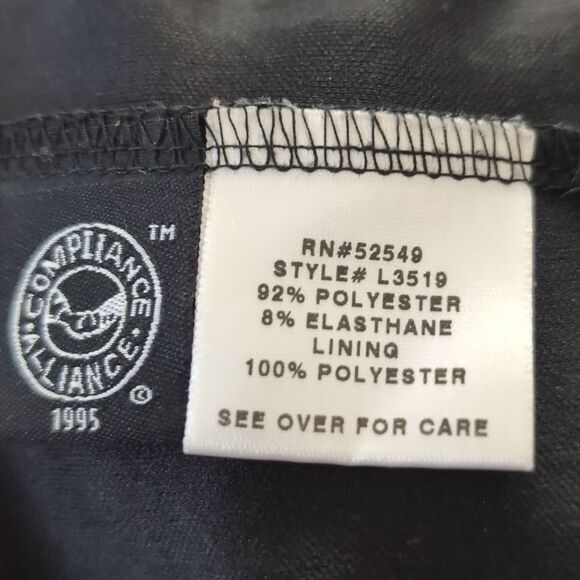 COMPLIANCE
ALLIANCE
TM
©
1995
RN#52549
STYLE# L3519
92% POLYESTER
8% ELASTHANE
LINING
100% POLYESTER
SEE OVER FOR CARE